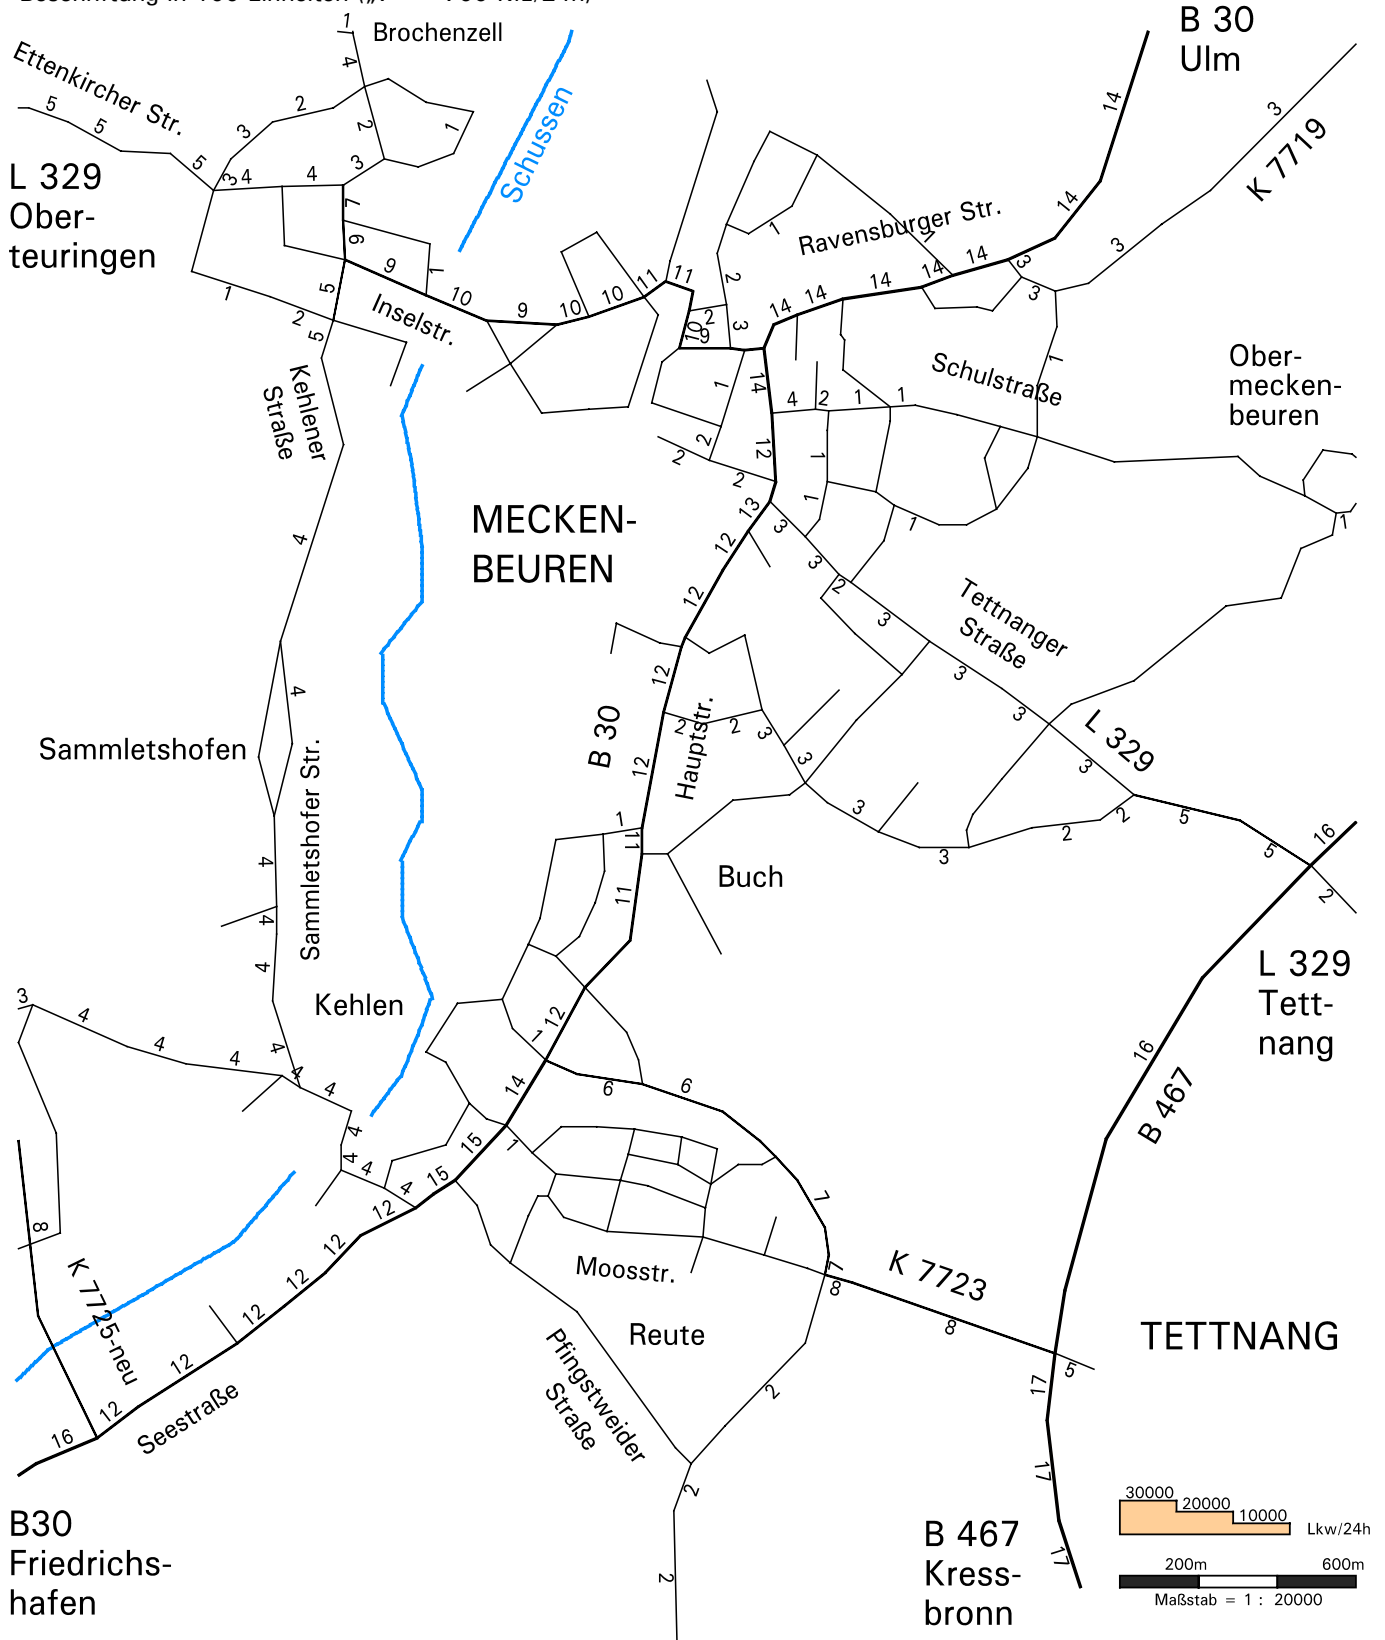 Brochenzell
B 30
Ulm
Ettenkircher Str.
Schussen
K 7719
L 329
Ober-
teuringen
Ravensburger Str.
Inselstr.
Schulstraße
Ober-
mecken-
beuren
Kehlener
Straße
MECKEN-
BEUREN
Tettnanger
Straße
Sammletshofen
Sammletshofer Str.
B 30
Hauptstr.
L 329
Buch
L 329
Tett-
nang
Kehlen
B 467
K 7725-neu
Moosstr.
K 7723
Reute
TETTNANG
Pfingstweider
Straße
Seestraße
B30
Friedrichs-
hafen
B 467
Kress-
bronn
30000
20000
10000
Lkw/24h
200m
600m
Maßstab = 1 : 20000